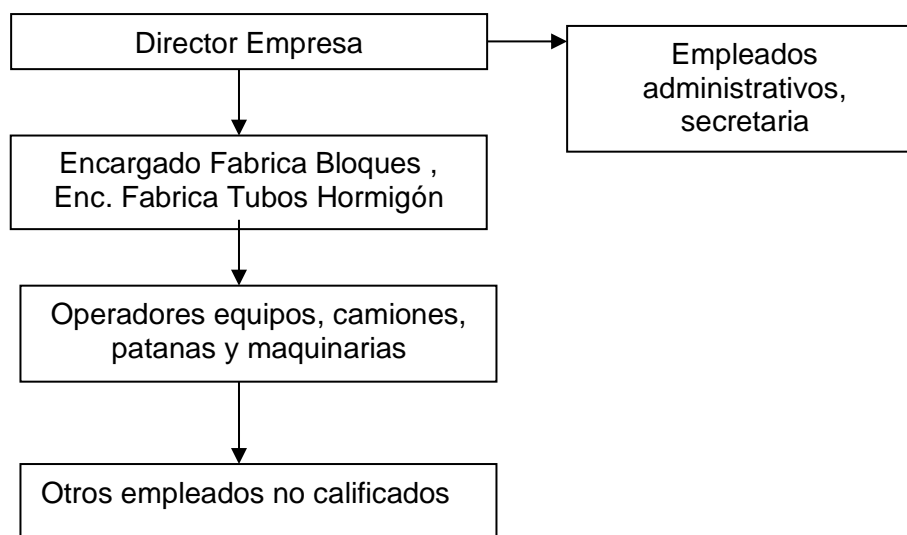 Director Empresa
Empleados
administrativos,
secretaria
Encargado Fabrica Bloques ,
Enc. Fabrica Tubos Hormigón
Operadores equipos, camiones,
patanas y maquinarias
Otros empleados no calificados